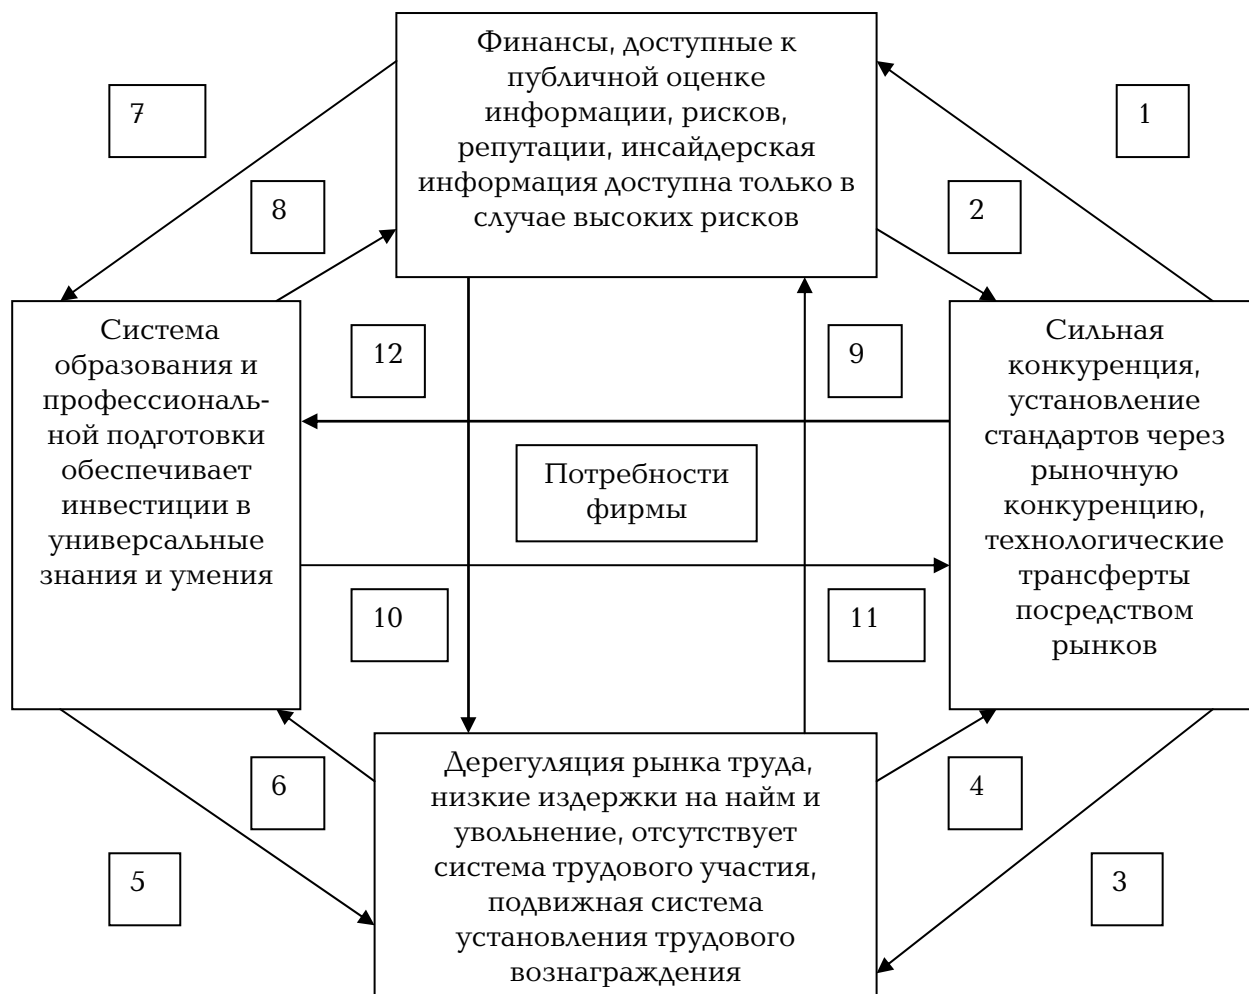 Финансы, доступные к
публичной оценке
информации, рисков,
репутации, инсайдерская
информация доступна только в
случае высоких рисков
7
1
8
2
Система
образования и
профессиональ-
ной подготовки
обеспечивает
инвестиции в
универсальные
знания и умения
12
9
Сильная
конкуренция,
установление
стандартов через
рыночную
конкуренцию,
технологические
трансферты
посредством
рынков
Потребности
фирмы
10
11
6
4
5
3
Дерегуляция рынка труда,
низкие издержки на найм и
увольнение, отсутствует
система трудового участия,
подвижная система
установления трудового
вознаграждения